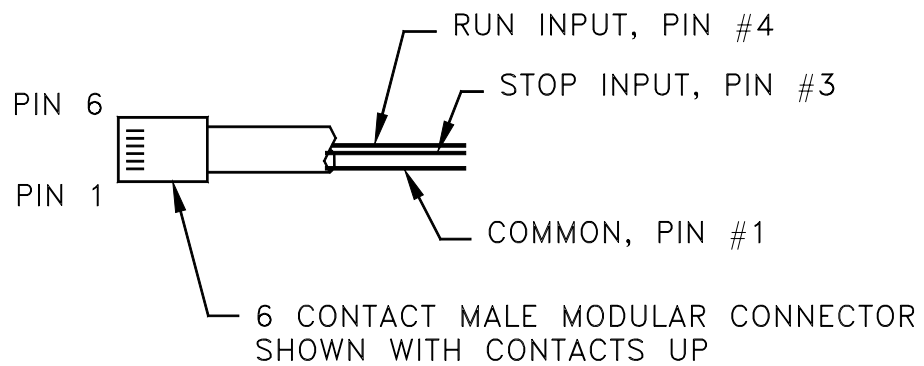 RUN INPUT, PIN #4
STOP INPUT, PIN #3
PIN 6
PIN 1
COMMON, PIN #1
6 CONTACT MALE MODULAR CONNECTOR
SHOWN WITH CONTACTS UP